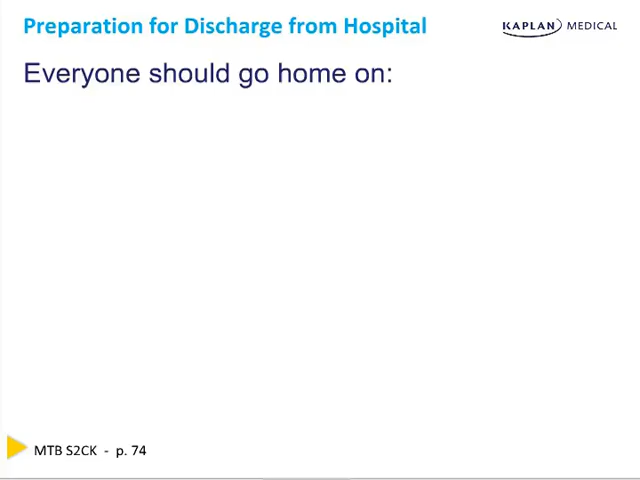 Preparation for Discharge from Hospital
KAPLAN MEDICAL
Everyone should go home on:
MTB S2CK - p. 74